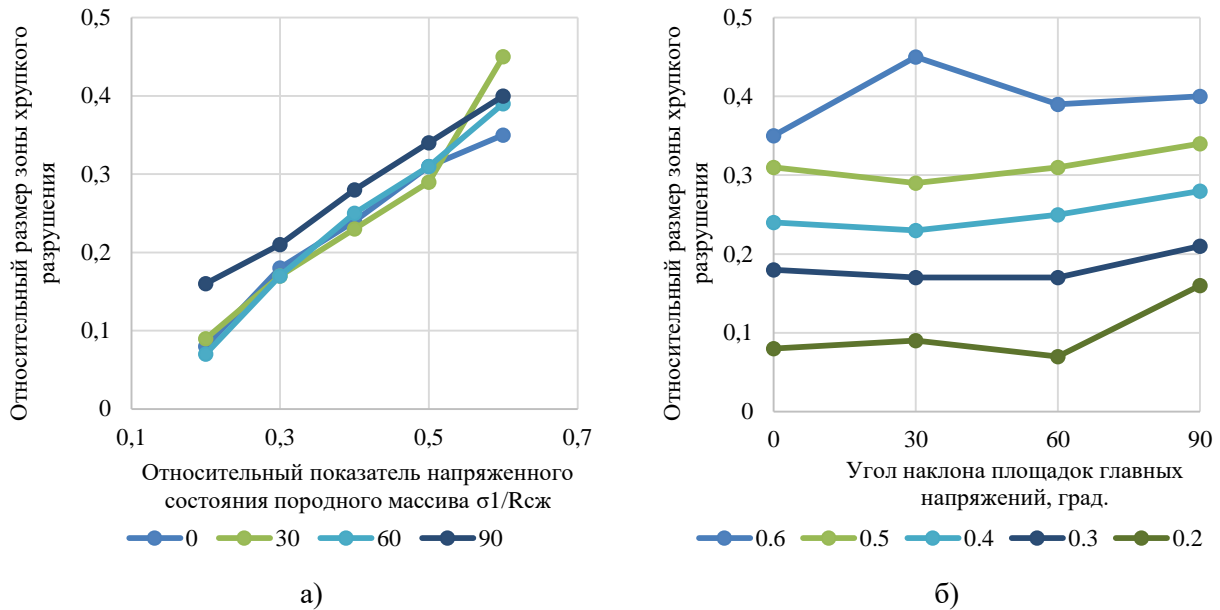 Относительный размер зоны хрупкого
разрушения
0,5
0,4
0,3
0,2
0,1
0
0,1
0,3
0,5
0,7
Относительный показатель напряженного
состояния породного массива σ1/Rсж
0
30
60
90
а)
Относительный размер зоны хрупкого
разрушения
0,5
0,4
0,3
0,2
0,1
0
0
30
60
90
Угол наклона площадок главных
напряжений, град.
0.6
0.5
0.4
0.3
0.2
б)